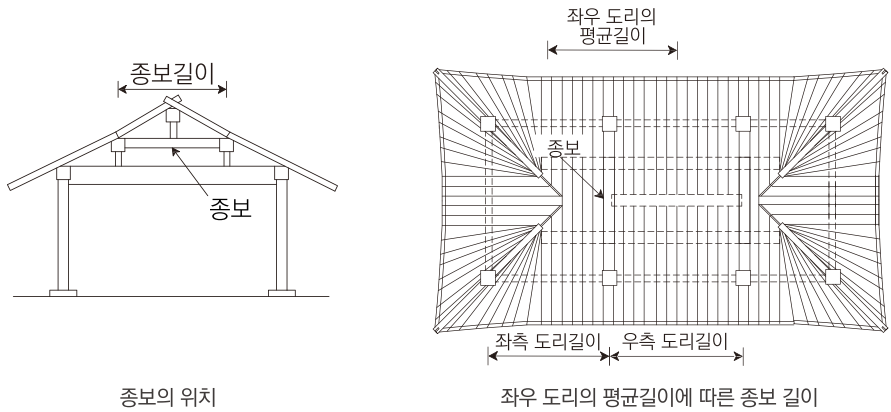 종보길이
종보
종보의 위치
좌우 도리의
평균길이
종보
좌측 도리길이
우측 도리길이
좌우 도리의 평균길이에 따른 종보 길이